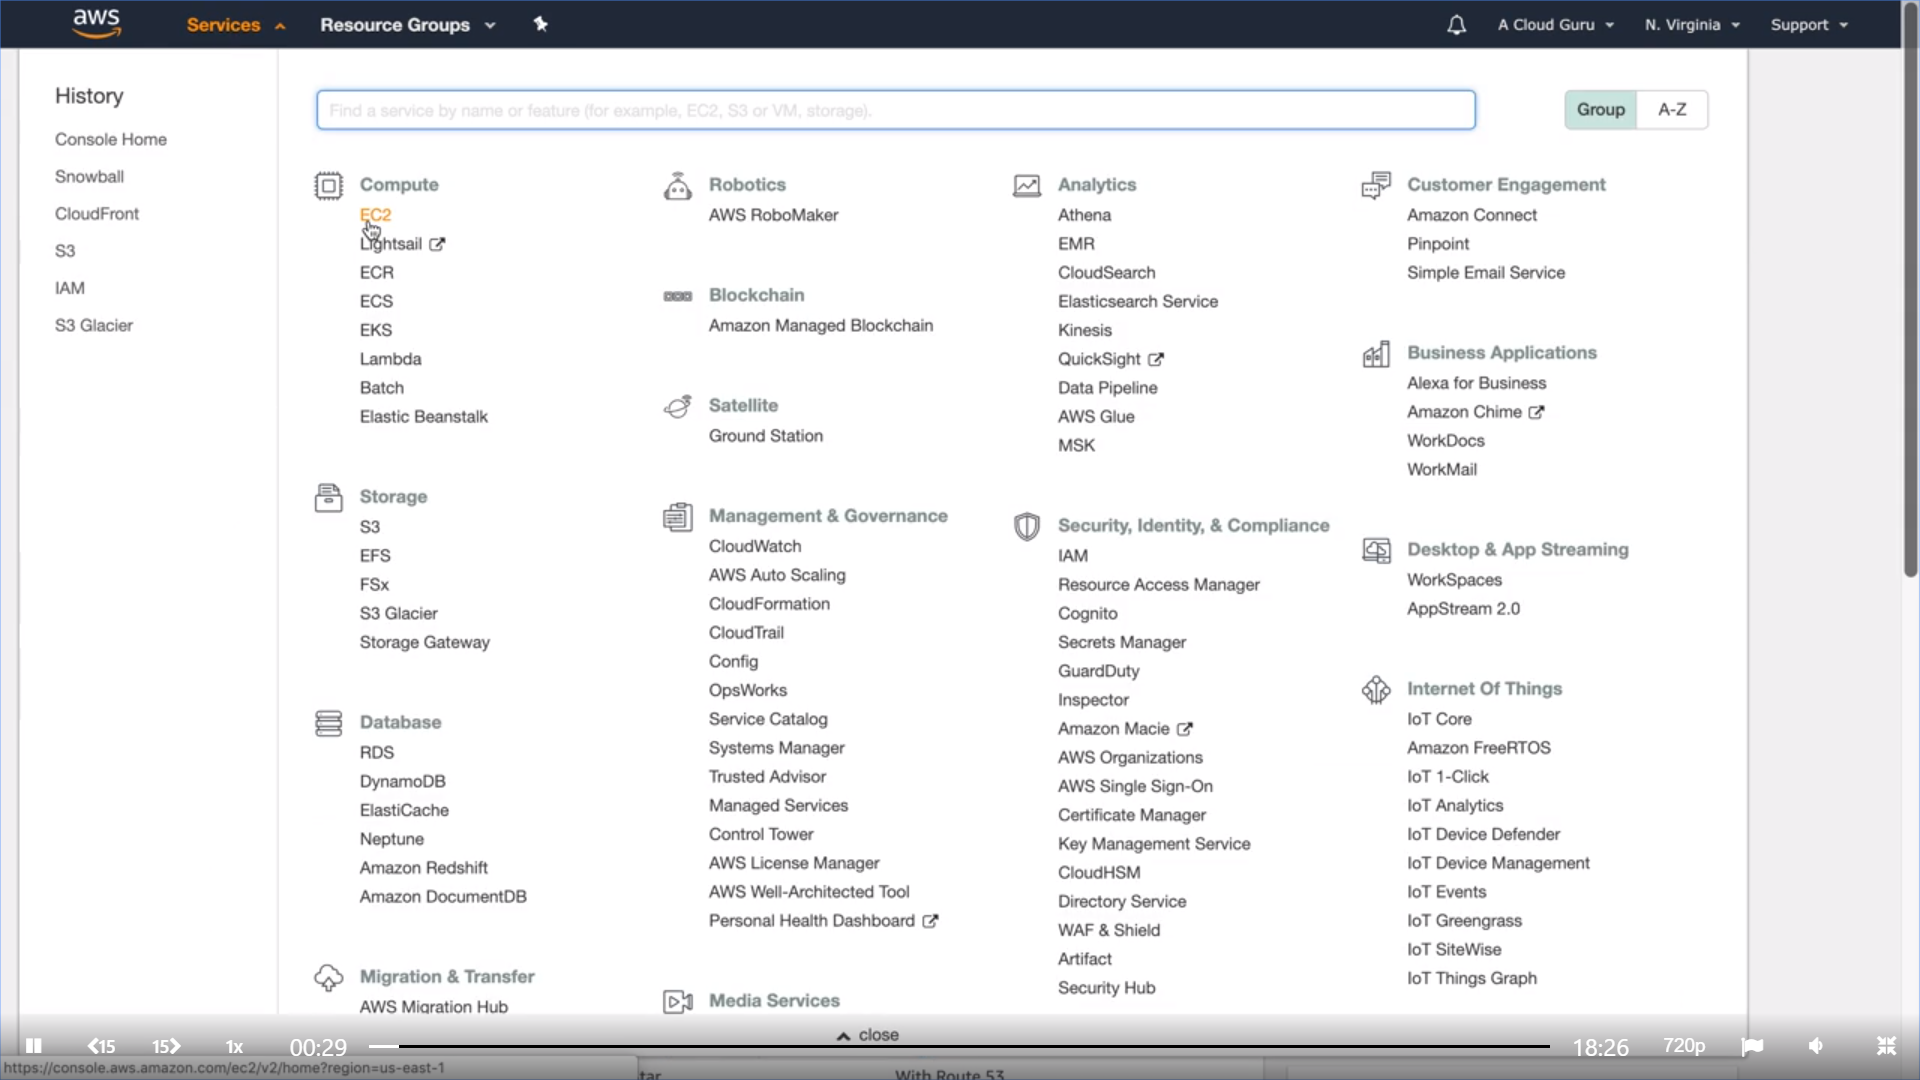 aws
Services
Resource Groups
A Cloud Guru
N. Virginia
Support
History
Console Home
Snowball
CloudFront
S3
IAM
S3 Glacier
Find a service by name or feature (for example, EC2, S3 or VM, storage).
Group
A-Z
Compute
EC2
Lightsail
ECR
ECS
EKS
Lambda
Batch
Elastic Beanstalk
Storage
S3
EFS
FSx
S3 Glacier
Storage Gateway
Database
RDS
DynamoDB
ElastiCache
Neptune
Amazon Redshift
Amazon DocumentDB
Migration & Transfer
AWS Migration Hub
Robotics
AWS RoboMaker
Blockchain
Amazon Managed Blockchain
Satellite
Ground Station
Management & Governance
CloudWatch
AWS Auto Scaling
CloudFormation
CloudTrail
Config
OpsWorks
Service Catalog
Systems Manager
Trusted Advisor
Managed Services
Control Tower
AWS License Manager
AWS Well-Architected Tool
Personal Health Dashboard
Media Services
Analytics
Athena
EMR
CloudSearch
Elasticsearch Service
Kinesis
QuickSight
Data Pipeline
AWS Glue
MSK
Security, Identity, & Compliance
IAM
Resource Access Manager
Cognito
Secrets Manager
GuardDuty
Inspector
Amazon Macie
AWS Organizations
AWS Single Sign-On
Certificate Manager
Key Management Service
CloudHSM
Directory Service
WAF & Shield
Artifact
Security Hub
Customer Engagement
Amazon Connect
Pinpoint
Simple Email Service
Business Applications
Alexa for Business
Amazon Chime
WorkDocs
WorkMail
Desktop & App Streaming
WorkSpaces
AppStream 2.0
Internet Of Things
IoT Core
Amazon FreeRTOS
IoT 1-Click
IoT Analytics
IoT Device Defender
IoT Device Management
IoT Events
IoT Greengrass
IoT SiteWise
IoT Things Graph
close
15
15
1x
00:29
18:26
720p
https://console.aws.amazon.com/ec2/v2/home?region=us-east-1
With Route 53